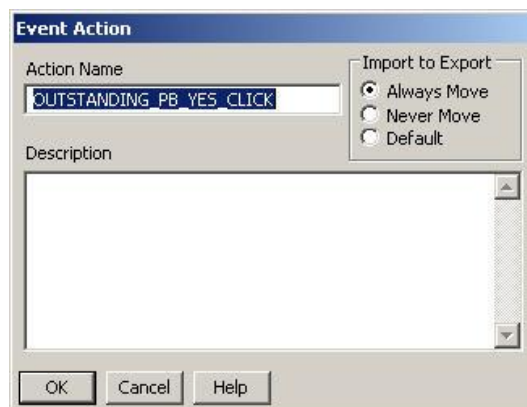 Event Action
Action Name
OUTSTANDING_PB_YES_CLICK
Import to Export
Always Move
Never Move
Default
Description
OK Cancel Help